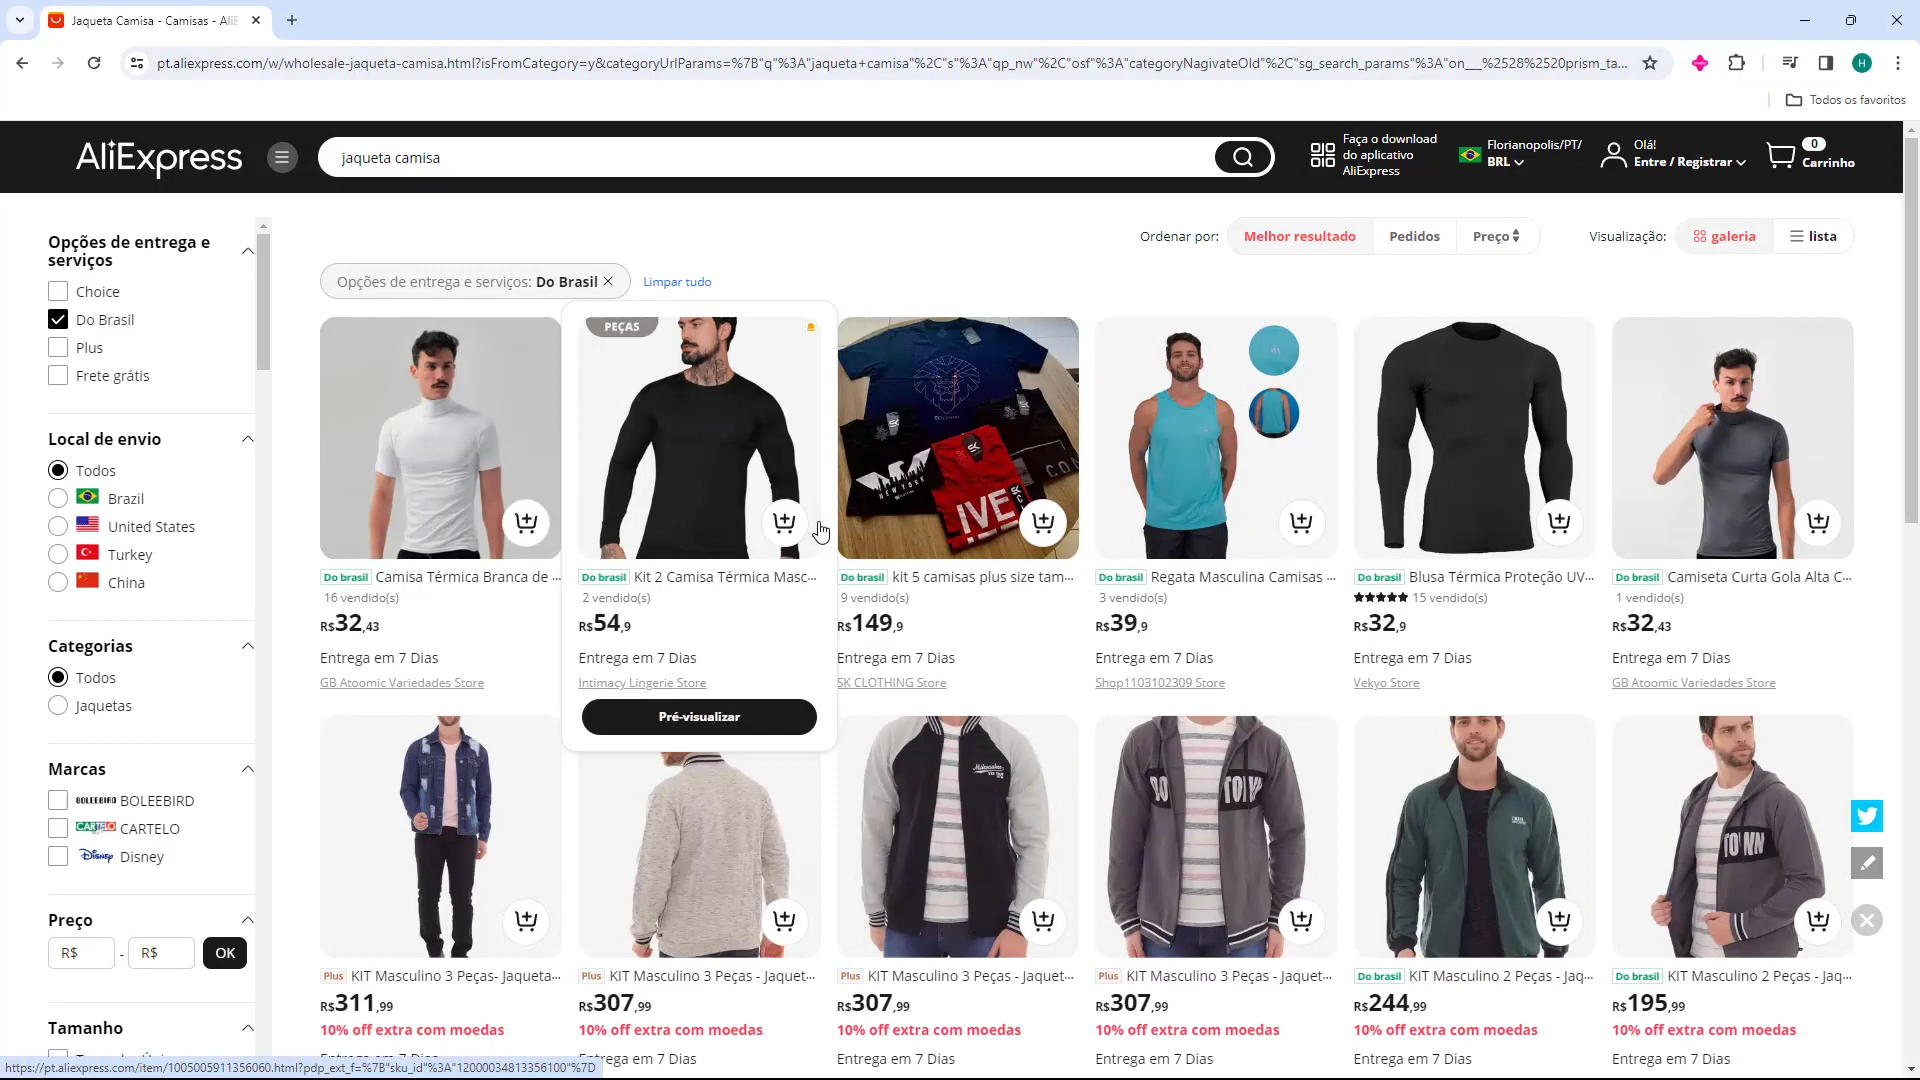 Jaqueta Camisa - Camisas - Ali
pt.aliexpress.com/w/wholesale-jaqueta-camisa.html?isFromCategory=y&categoryUrlParams=%7B"q"%3A"jaqueta+camisa"%2C"s"%3A"qp_nw"%2C"osf"%3A"categoryNagivateOld"%2C"sg_search_params"%3A"on___%2528%2520prism_ta...
H
Todos os favoritos
AliExpress
jaqueta camisa
Faça o download
do aplicativo
AliExpress
Florianopolis/PT/
BRL
Olá!
Entre / Registrar
0
Carrinho
Opções de entrega e
serviços
Choice
Do Brasil
Plus
Frete grátis
Local de envio
Todos
Brazil
United States
Turkey
China
Categorias
Todos
Jaquetas
Marcas
BOLEEBIRD BOLEEBIRD
CARTELO CARTELO
Disney Disney
Preço
R$ - R$ OK
Tamanho
Ordenar por: Melhor resultado Pedidos Preço
Visualização: galeria lista
Opções de entrega e serviços: Do Brasil
Limpar tudo
PEÇAS
NEW YORK
SK
IVE
CON
Do brasil Camisa Térmica Branca de ...
16 vendido(s)
R$32,43
Entrega em 7 Dias
GB Atoomic Variedades Store
Do brasil Kit 2 Camisa Térmica Masc...
2 vendido(s)
R$54,9
Entrega em 7 Dias
Intimacy Lingerie Store
Pré-visualizar
Do brasil kit 5 camisas plus size tam...
9 vendido(s)
R$149,9
Entrega em 7 Dias
SK CLOTHING Store
Do brasil Regata Masculina Camisas ...
3 vendido(s)
R$39,9
Entrega em 7 Dias
Shop1103102309 Store
Do brasil Blusa Térmica Proteção UV...
15 vendido(s)
R$32,9
Entrega em 7 Dias
Vekyo Store
Do brasil Camiseta Curta Gola Alta C...
1 vendido(s)
R$32,43
Entrega em 7 Dias
GB Atoomic Variedades Store
Plus KIT Masculino 3 Peças- Jaqueta...
R$311,99
10% off extra com moedas
Plus KIT Masculino 3 Peças - Jaquet...
R$307,99
10% off extra com moedas
Entrega em 7 Dias
Milwaukee
Plus KIT Masculino 3 Peças - Jaquet...
R$307,99
10% off extra com moedas
Entrega em 7 Dias
Plus KIT Masculino 3 Peças - Jaquet...
R$307,99
10% off extra com moedas
Entrega em 7 Dias
Do brasil KIT Masculino 2 Peças - Jaq...
R$244,99
10% off extra com moedas
Entrega em 7 Dias
Do brasil KIT Masculino 2 Peças - Jaq...
R$195,99
10% off extra com moedas
Entrega em 7 Dias
https://pt.aliexpress.com/item/1005005911356060.html?pdp_ext_f=%7B"sku_id"%3A"12000034813356100"%7D